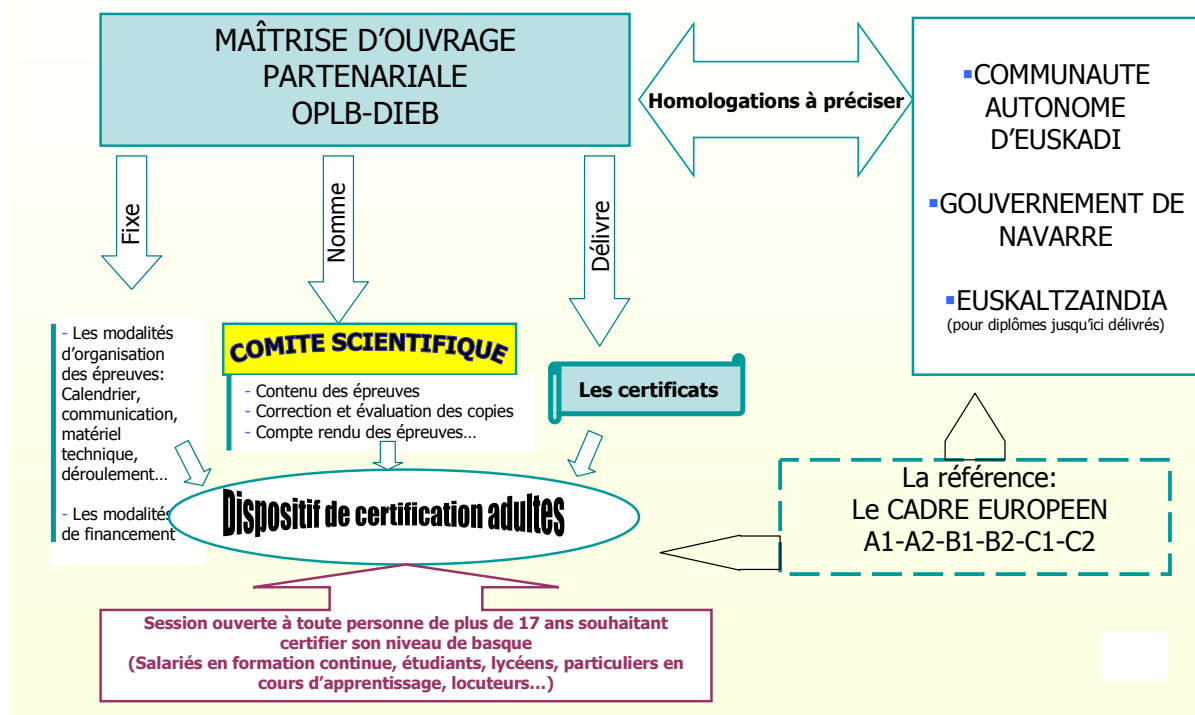 MAÎTRISE D'OUVRAGE
PARTENARIALE
OPLB-DIEB
Homologations à préciser
▪COMMUNAUTE
AUTONOME
D'EUSKADI
▪GOUVERNEMENT DE
NAVARRE
▪EUSKALTZAINDIA
(pour diplômes jusqu'ici délivrés)
Fixe
Nomme
Délivre
- Les modalités
d'organisation
des épreuves:
Calendrier,
communication,
matériel
technique,
déroulement…
- Les modalités
de financement
COMITE SCIENTIFIQUE
- Contenu des épreuves
- Correction et évaluation des copies
- Compte rendu des épreuves…
Les certificats
Dispositif de certification adultes
La référence:
Le CADRE EUROPEEN
A1-A2-B1-B2-C1-C2
Session ouverte à toute personne de plus de 17 ans souhaitant
certifier son niveau de basque
(Salariés en formation continue, étudiants, lycéens, particuliers en
cours d'apprentissage, locuteurs…)